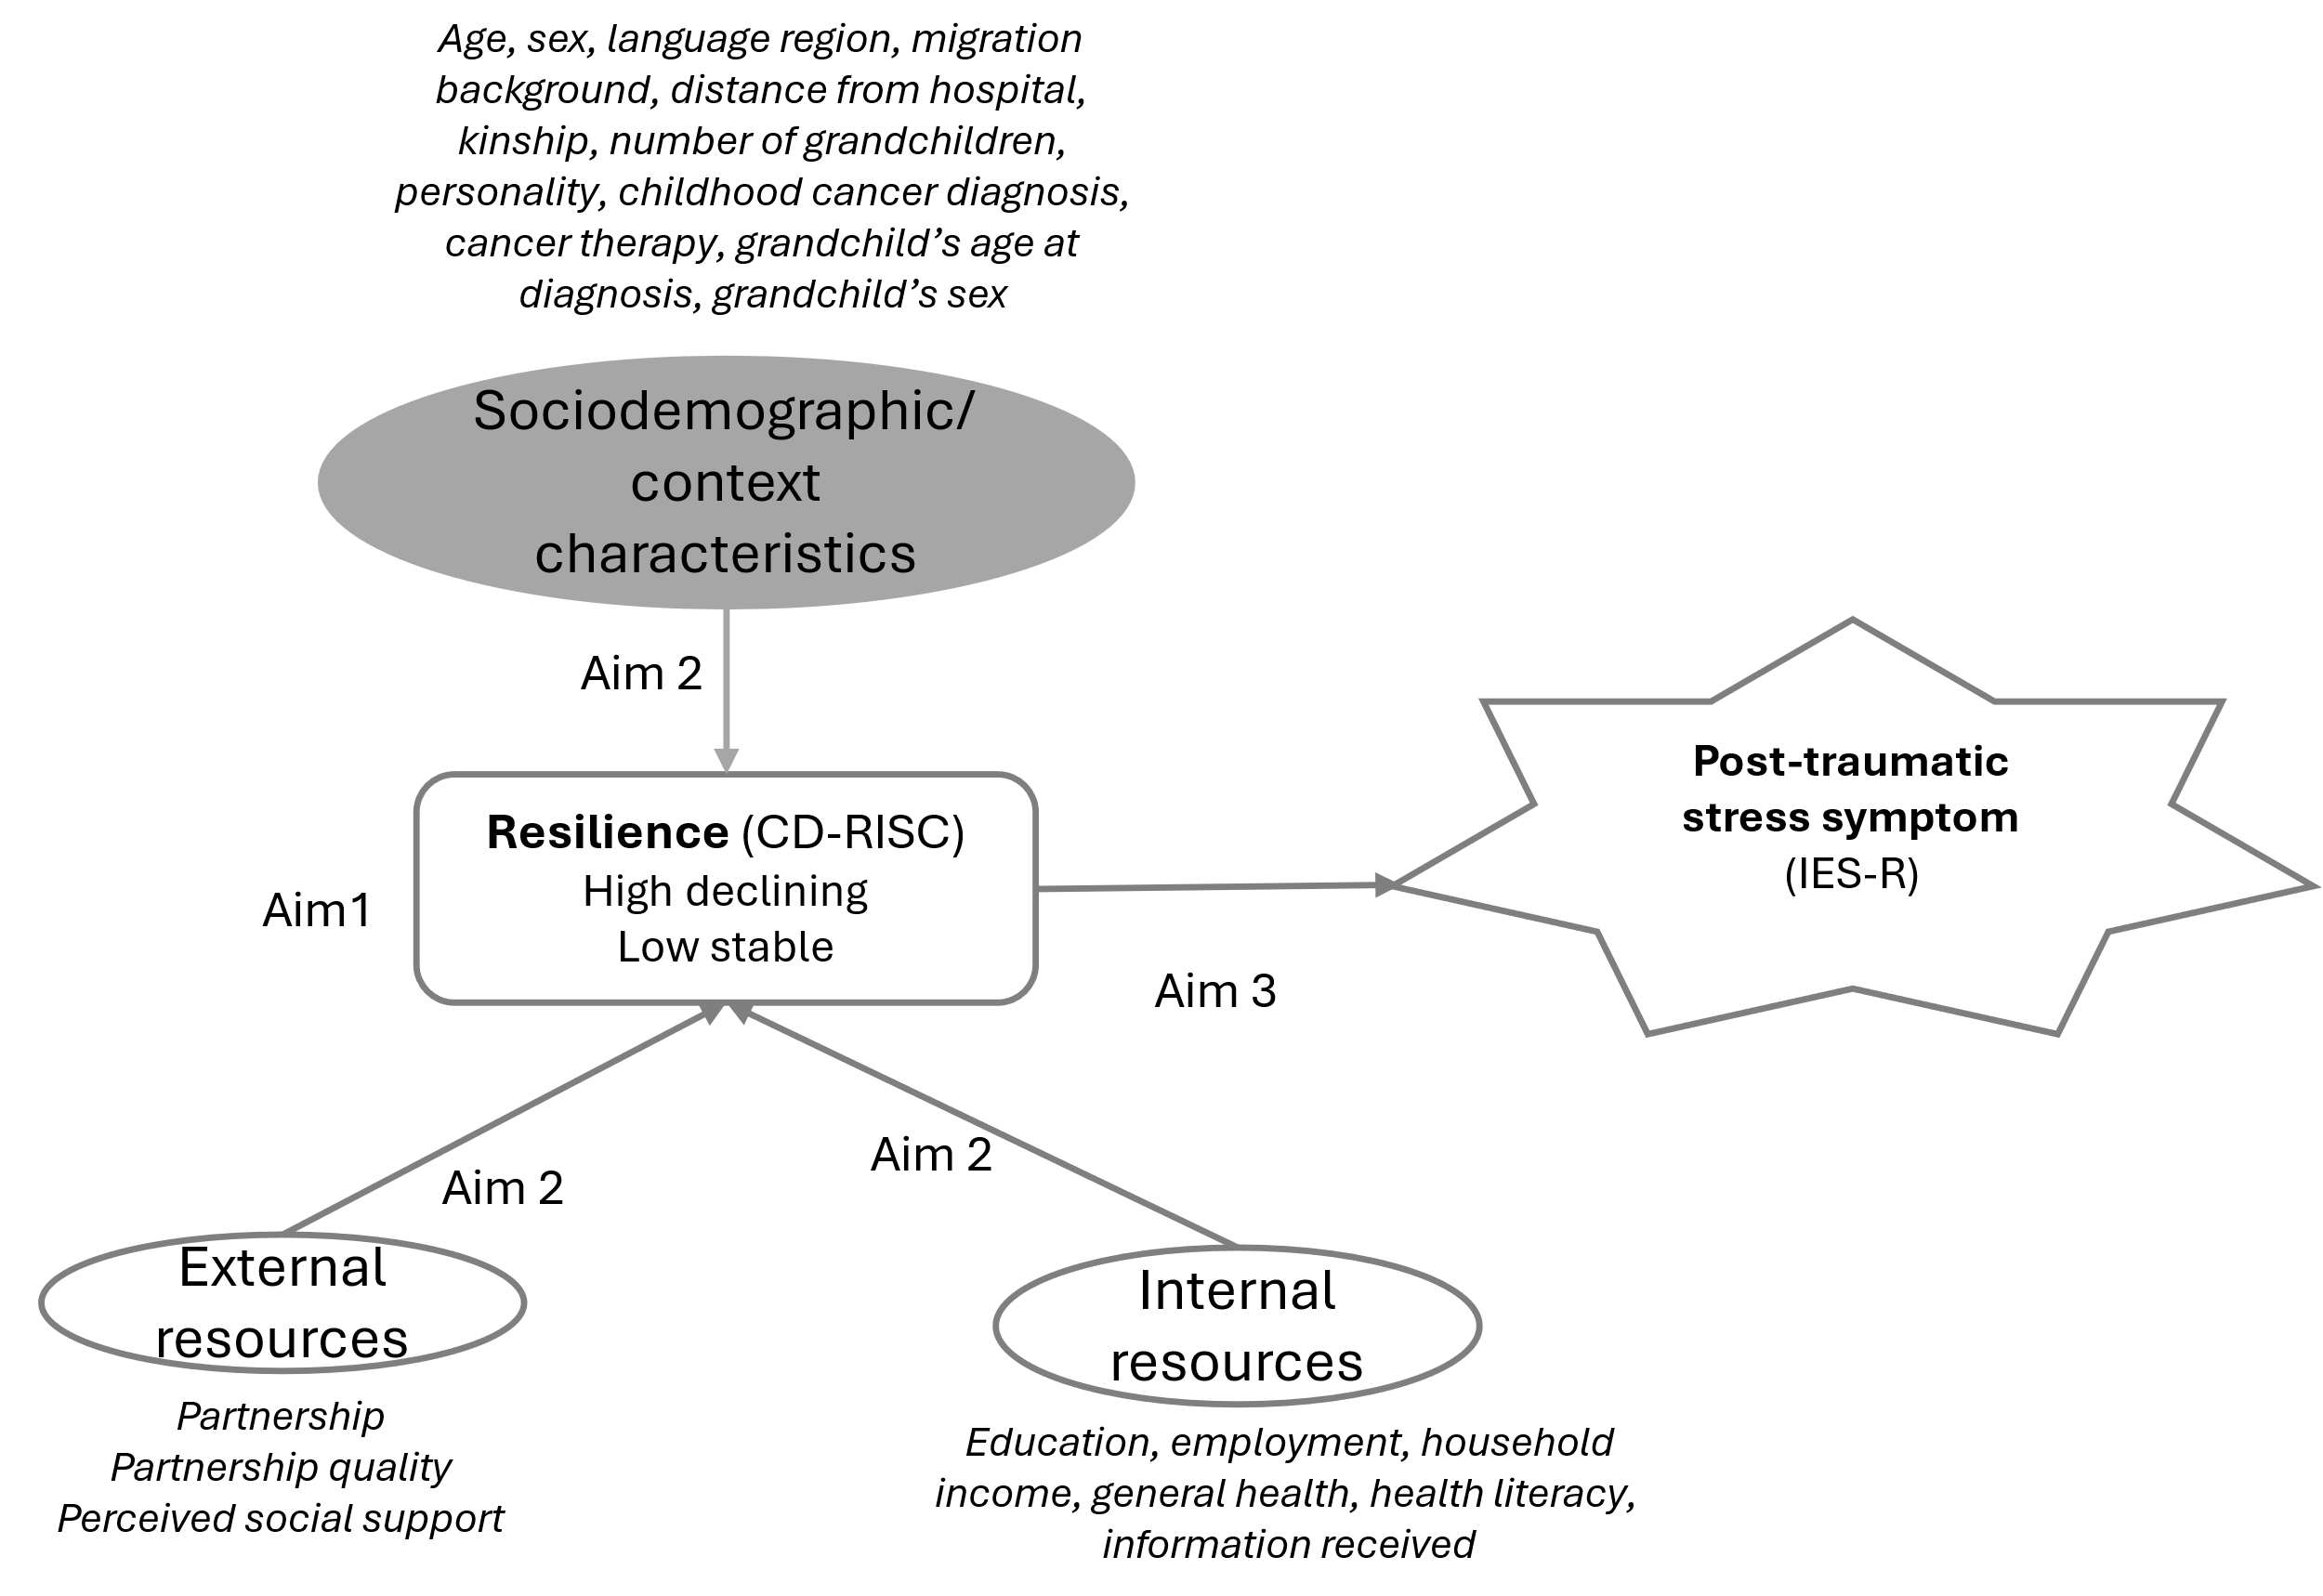 Age, sex, language region, migration
background, distance from hospital,
kinship, number of grandchildren,
personality, childhood cancer diagnosis,
cancer therapy, grandchild’s age at
diagnosis, grandchild’s sex
Sociodemographic/
context
characteristics
Aim 2
Resilience (CD-RISC)
High declining
Low stable
Aim1
Post-traumatic
stress symptom
(IES-R)
Aim 3
Aim 2
Aim 2
External
resources
Partnership
Partnership quality
Perceived social support
Internal
resources
Education, employment, household
income, general health, health literacy,
information received